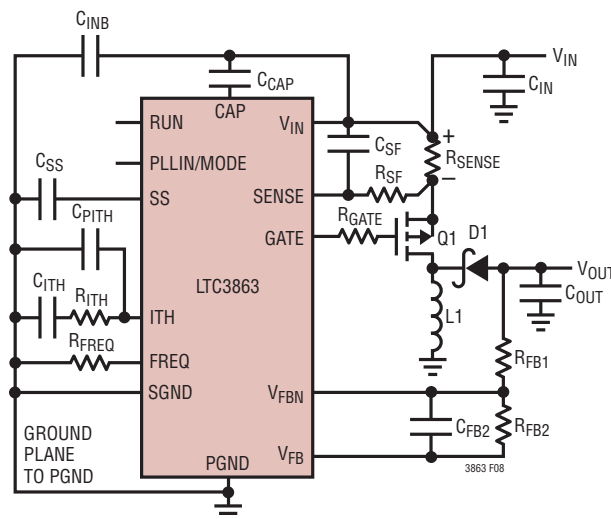 CINB
VIN
CCAP
CIN
CAP
RUN
VIN
+
CSF
RSENSE
PLLIN/MODE
CSS
RSF
–
SS
SENSE
CPITH
RGATE
GATE
Q1
D1
VOUT
LTC3863
CITH
RITH
COUT
ITH
L1
RFREQ
RFB1
FREQ
SGND
VFBN
GROUND
PLANE
TO PGND
CFB2
RFB2
VFB
PGND
3863 F08